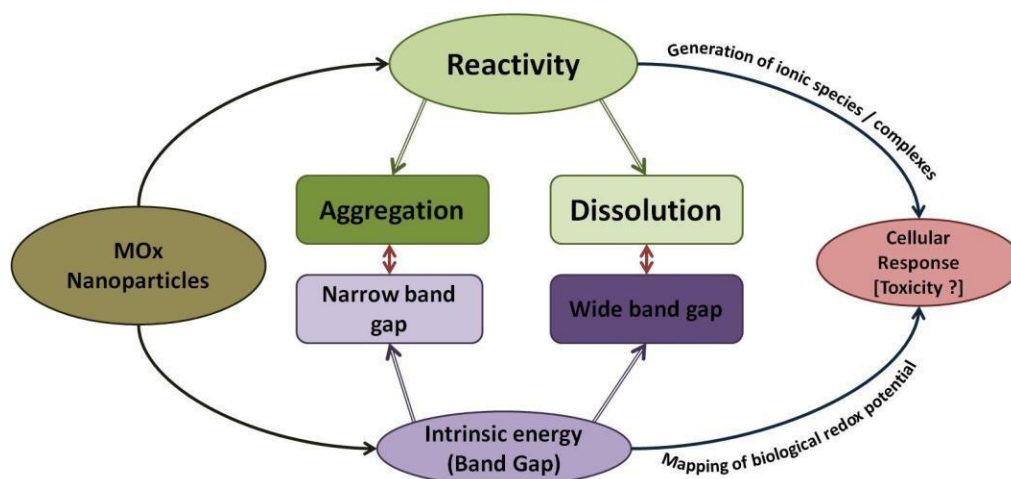 Reactivity
Generation of ionic species / complexes
Aggregation
Dissolution
MOx
Nanoparticles
Cellular
Response
[Toxicity ?]
Narrow band
gap
Wide band gap
Intrinsic energy
(Band Gap)
Mapping of biological redox potential